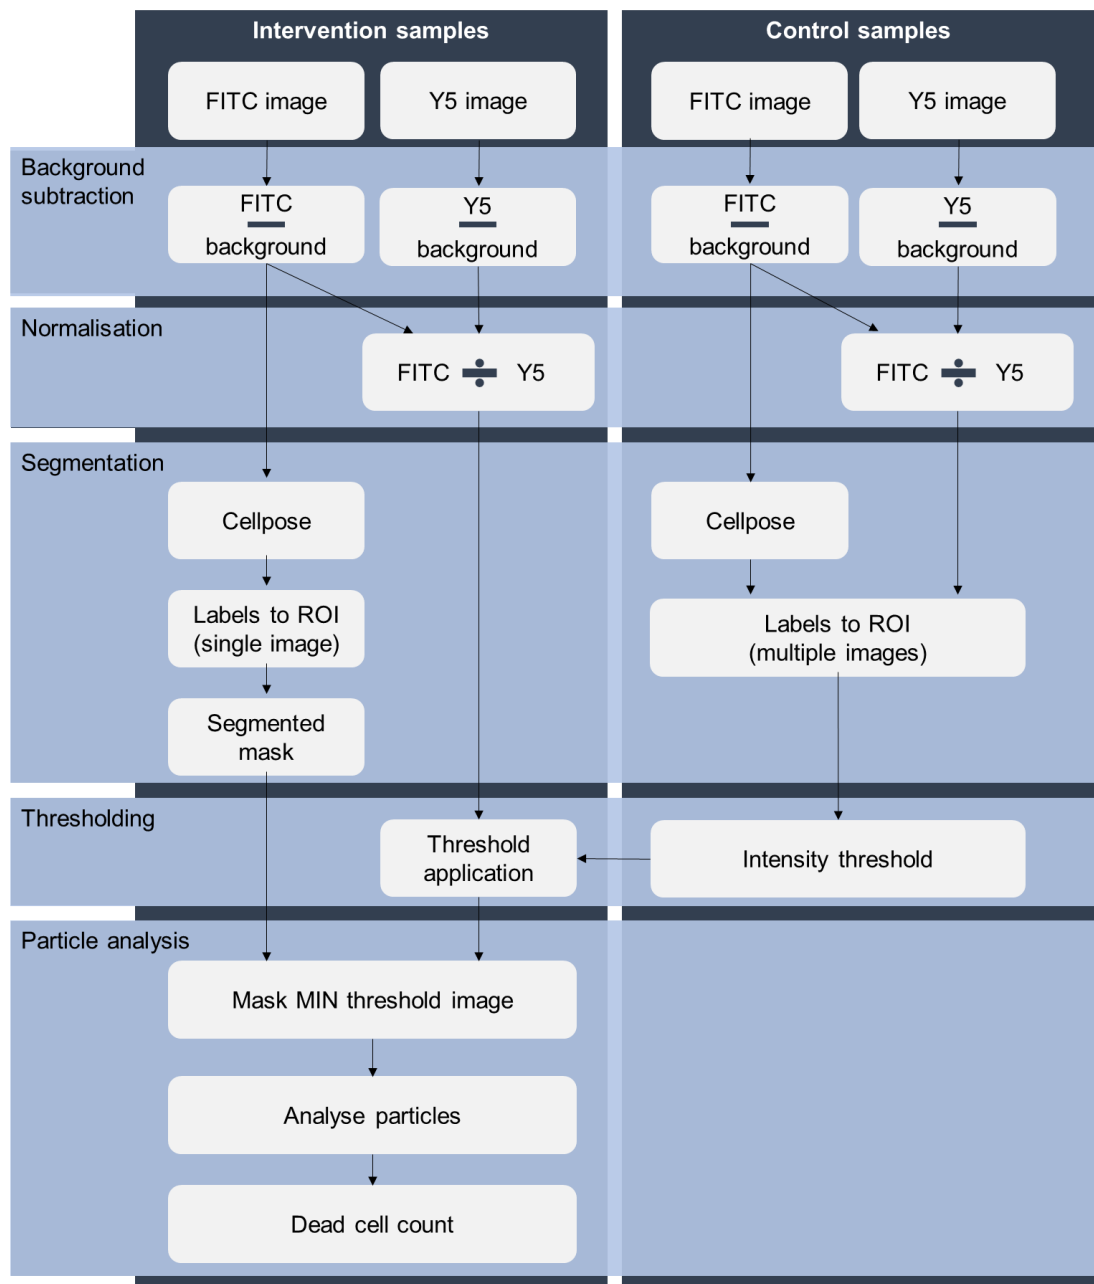 Intervention samples
Control samples
FITC image
Y5 image
FITC image
Y5 image
Background
subtraction
FITC
background
Y5
background
FITC
background
Y5
background
Normalisation
FITC ÷ Y5
FITC ÷ Y5
Segmentation
Cellpose
Cellpose
Labels to ROI
(single image)
Labels to ROI
(multiple images)
Segmented
mask
Thresholding
Threshold
application
Intensity threshold
Particle analysis
Mask MIN threshold image
Analyse particles
Dead cell count